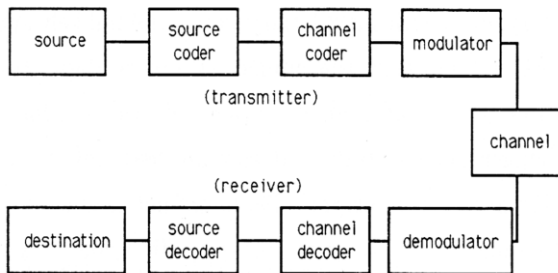 source
source
coder
channel
coder
modulator
(transmitter)
channel
(receiver)
destination
source
decoder
channel
decoder
demodulator